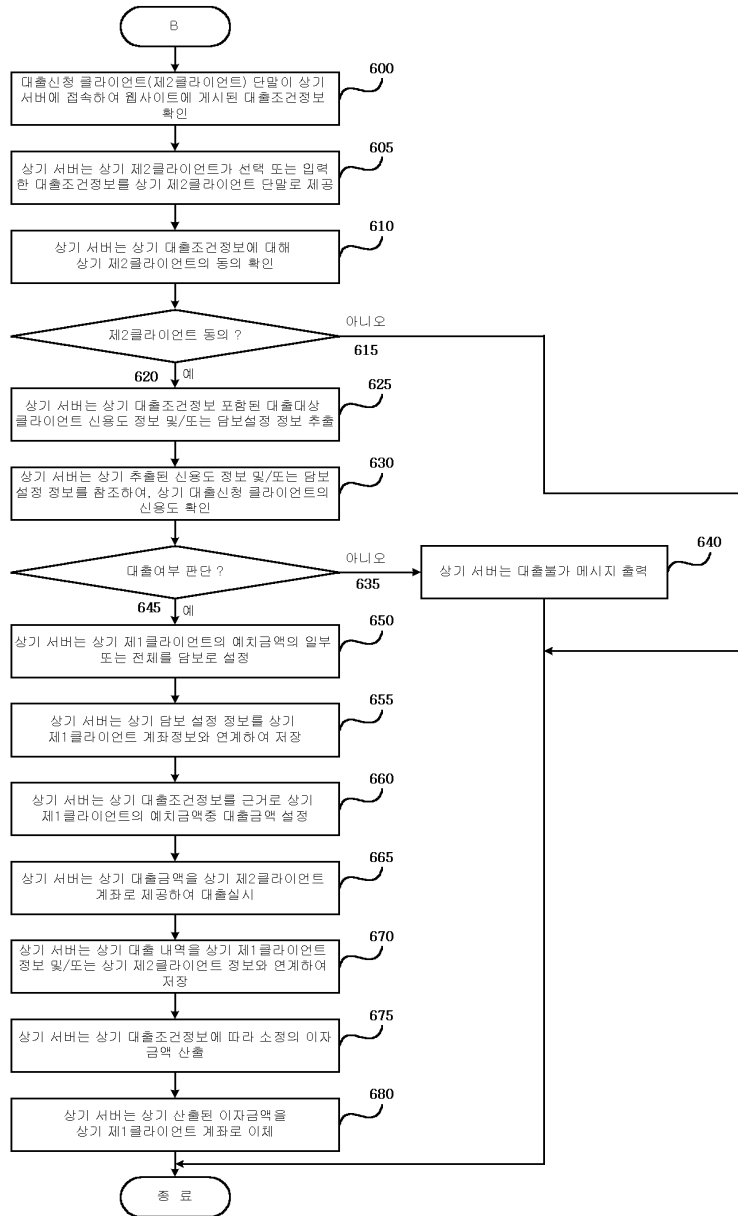 B
600
대출신청 클라이언트(제2클라이언트) 단말이 상기
서버에 접속하여 웹사이트에 게시된 대출조건정보
확인
605
상기 서버는 상기 제2클라이언트가 선택 또는 입력
한 대출조건정보를 상기 제2클라이언트 단말로 제공
610
상기 서버는 상기 대출조건정보에 대해
상기 제2클라이언트의 동의 확인
제2클라이언트 동의 ?
아니오
615
620
예
625
상기 서버는 상기 대출조건정보 포함된 대출대상
클라이언트 신용도 정보 및/또는 담보설정 정보 추출
630
상기 서버는 상기 추출된 신용도 정보 및/또는 담보
설정 정보를 참조하여, 상기 대출신청 클라이언트의
신용도 확인
대출여부 판단 ?
아니오
635
640
상기 서버는 대출불가 메시지 출력
645
예
650
상기 서버는 상기 제1클라이언트의 예치금액의 일부
또는 전체를 담보로 설정
655
상기 서버는 상기 담보 설정 정보를 상기
제1클라이언트 계좌정보와 연계하여 저장
660
상기 서버는 상기 대출조건정보를 근거로 상기
제1클라이언트의 예치금액중 대출금액 설정
665
상기 서버는 상기 대출금액을 상기 제2클라이언트
계좌로 제공하여 대출실시
670
상기 서버는 상기 대출 내역을 상기 제1클라이언트
정보 및/또는 상기 제2클라이언트 정보와 연계하여
저장
675
상기 서버는 상기 대출조건정보에 따라 소정의 이자
금액 산출
680
상기 서버는 상기 산출된 이자금액을
상기 제1클라이언트 계좌로 이체
종 료